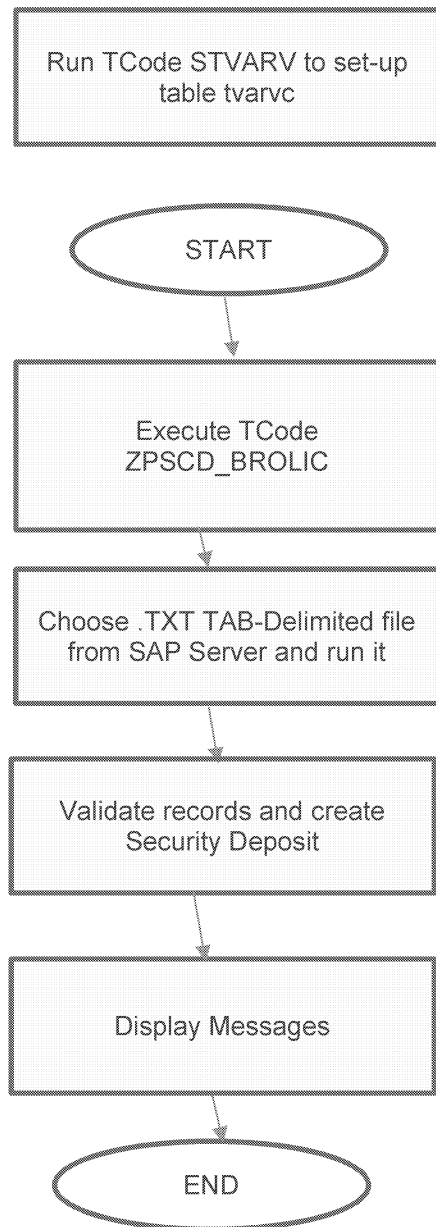 Run TCode STVARV to set-up
table tvarvc
START
Execute TCode
ZPSCD_BROLIC
Choose .TXT TAB-Delimited file
from SAP Server and run it
Validate records and create
Security Deposit
Display Messages
END